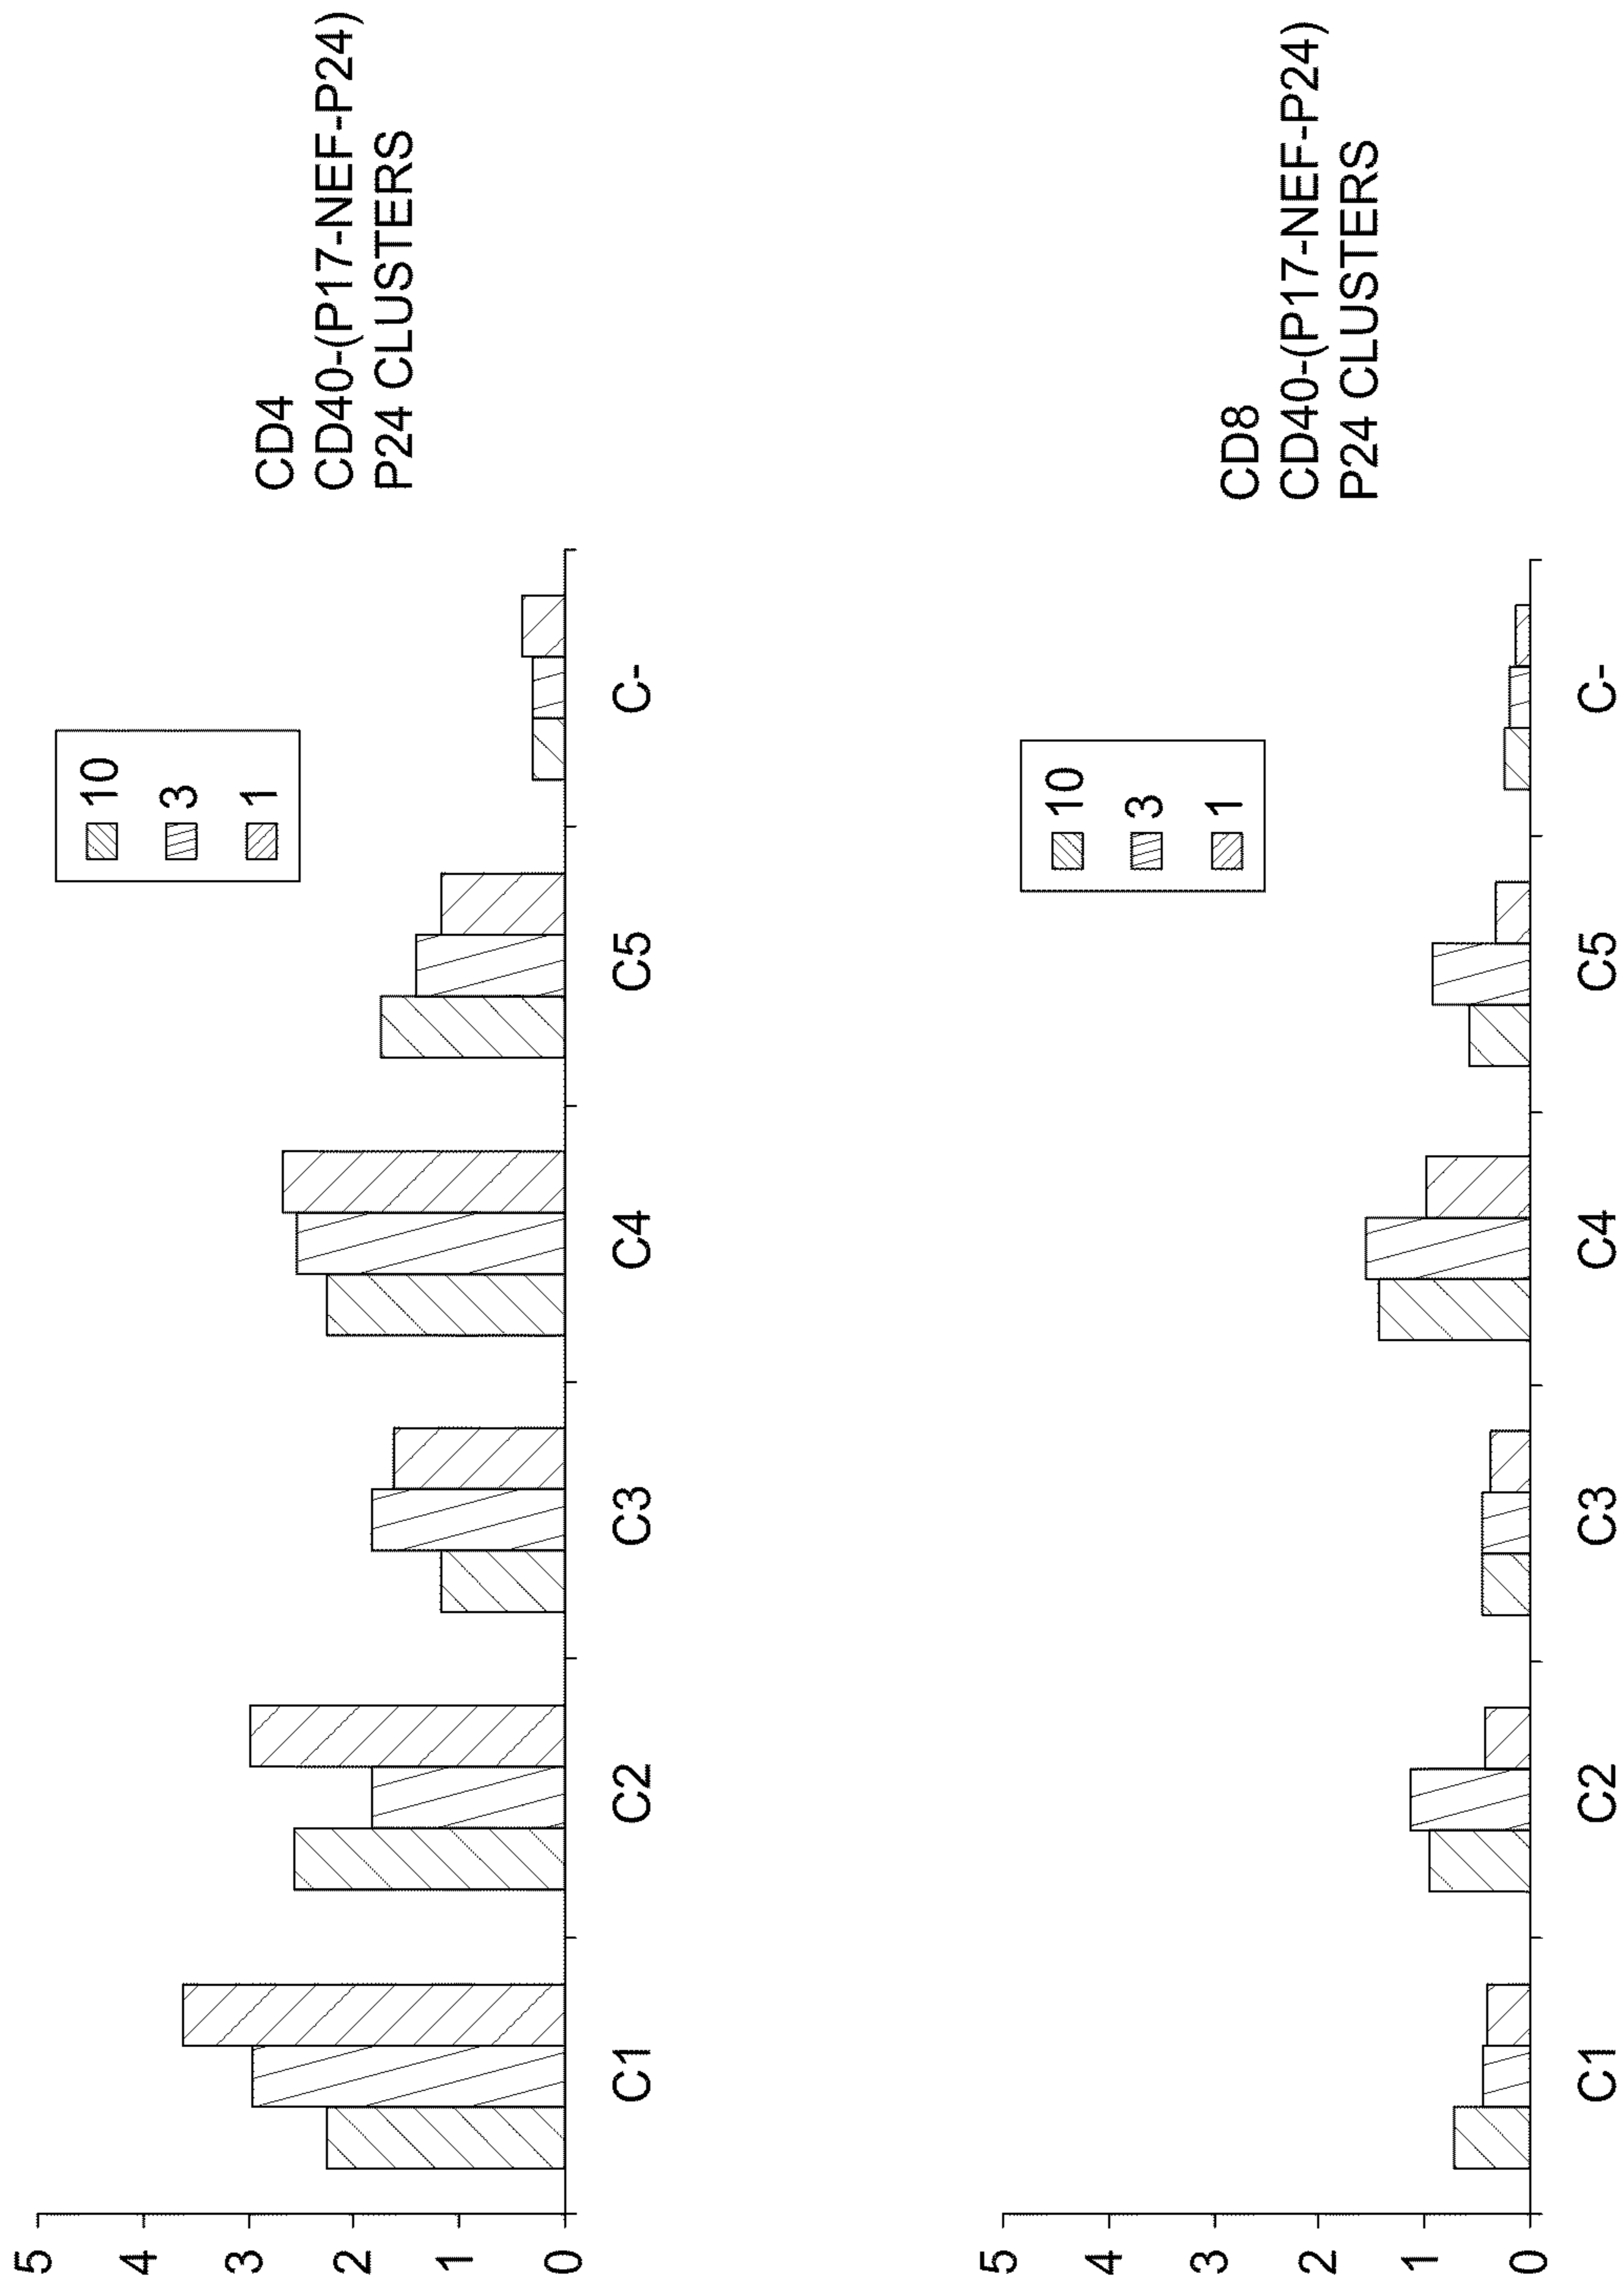 CD4
CD40-(P17-NEF-P24)
P24 CLUSTERS
10
3
1
5
4
3
2
1
0
C1 C2 C3 C4 C5 C-
CD8
CD40-(P17-NEF-P24)
P24 CLUSTERS
10
3
1
5
4
3
2
1
0
C1 C2 C3 C4 C5 C-